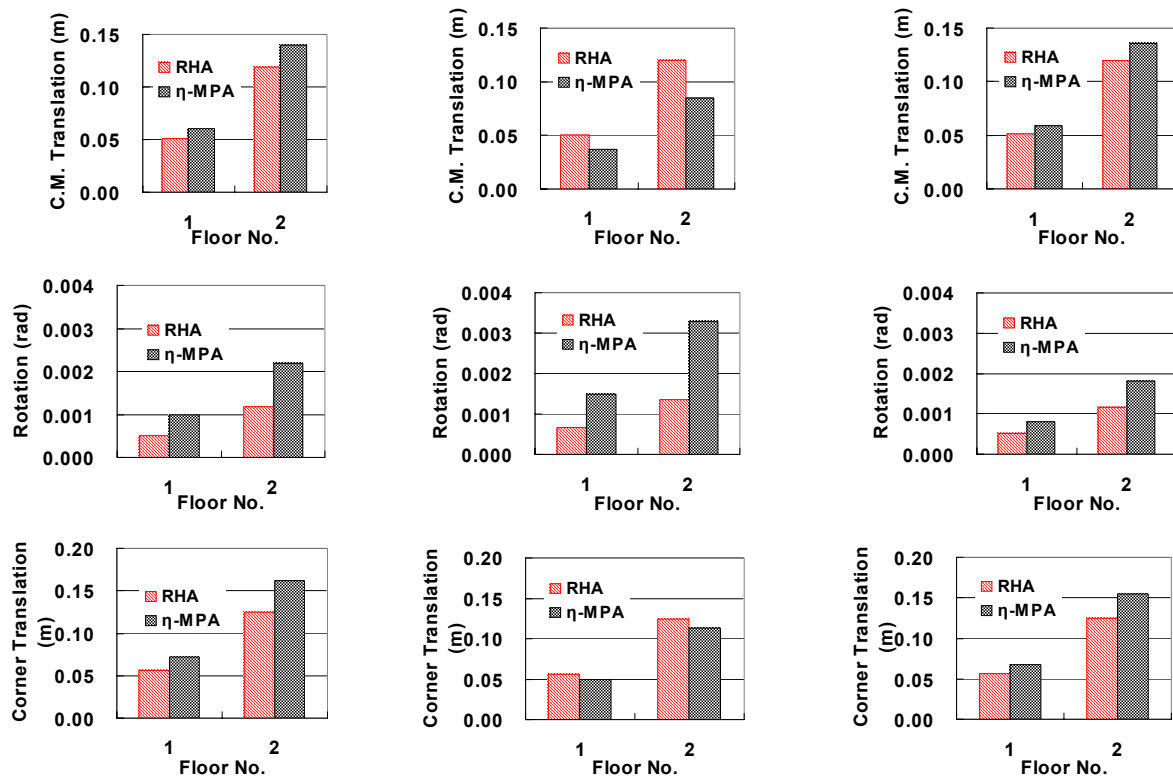 C.M. Translation (m)
0.15
0.10
0.05
0.00
RHA
η-MPA
1 2
Floor No.
C.M. Translation (m)
0.15
0.10
0.05
0.00
RHA
η-MPA
1 2
Floor No.
C.M. Translation (m)
0.15
0.10
0.05
0.00
RHA
η-MPA
1 2
Floor No.
Rotation (rad)
0.004
0.003
0.002
0.001
0.000
RHA
η-MPA
1 2
Floor No.
Rotation (rad)
0.004
0.003
0.002
0.001
0.000
RHA
η-MPA
1 2
Floor No.
Rotation (rad)
0.004
0.003
0.002
0.001
0.000
RHA
η-MPA
1 2
Floor No.
Corner Translation
(m)
0.20
0.15
0.10
0.05
0.00
RHA
η-MPA
1 2
Floor No.
Corner Translation
(m)
0.20
0.15
0.10
0.05
0.00
RHA
η-MPA
1 2
Floor No.
Corner Translation
(m)
0.20
0.15
0.10
0.05
0.00
RHA
η-MPA
1 2
Floor No.